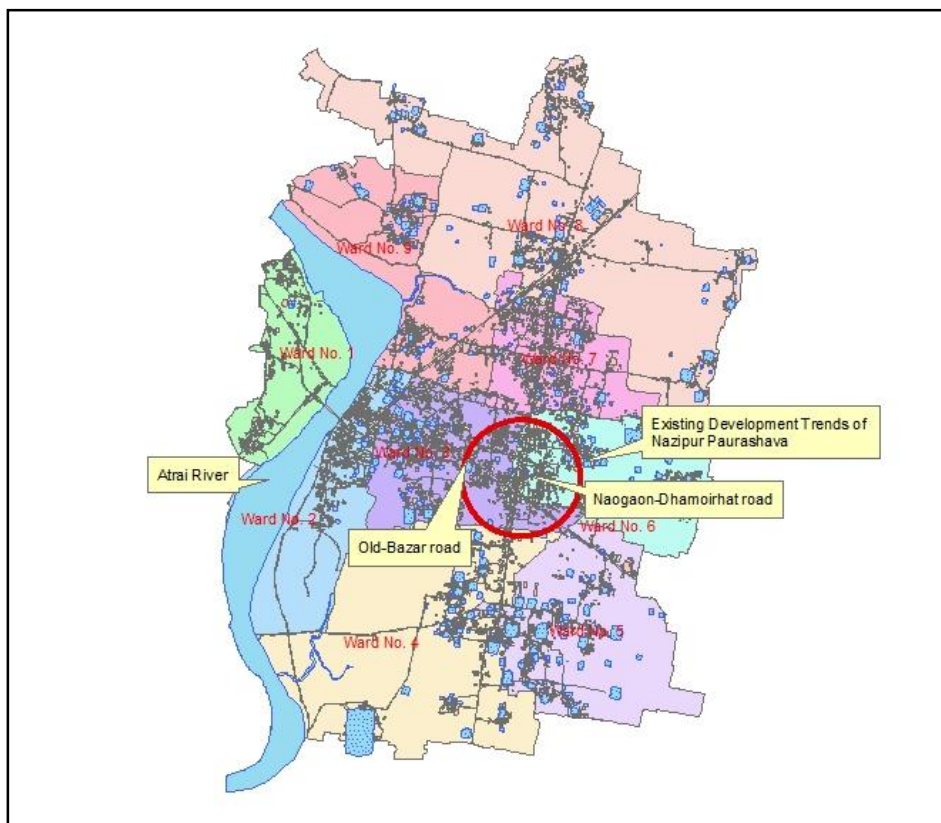 Ward No. 8
Ward No. 9
Ward No. 1
Ward No. 7
Existing Development Trends of
Nazipur Paurashava
Ward No. 3
Atrai River
Naogaon-Dhamoirhat road
Ward No. 2
Ward No. 6
Old-Bazar road
Ward No. 5
Ward No. 4